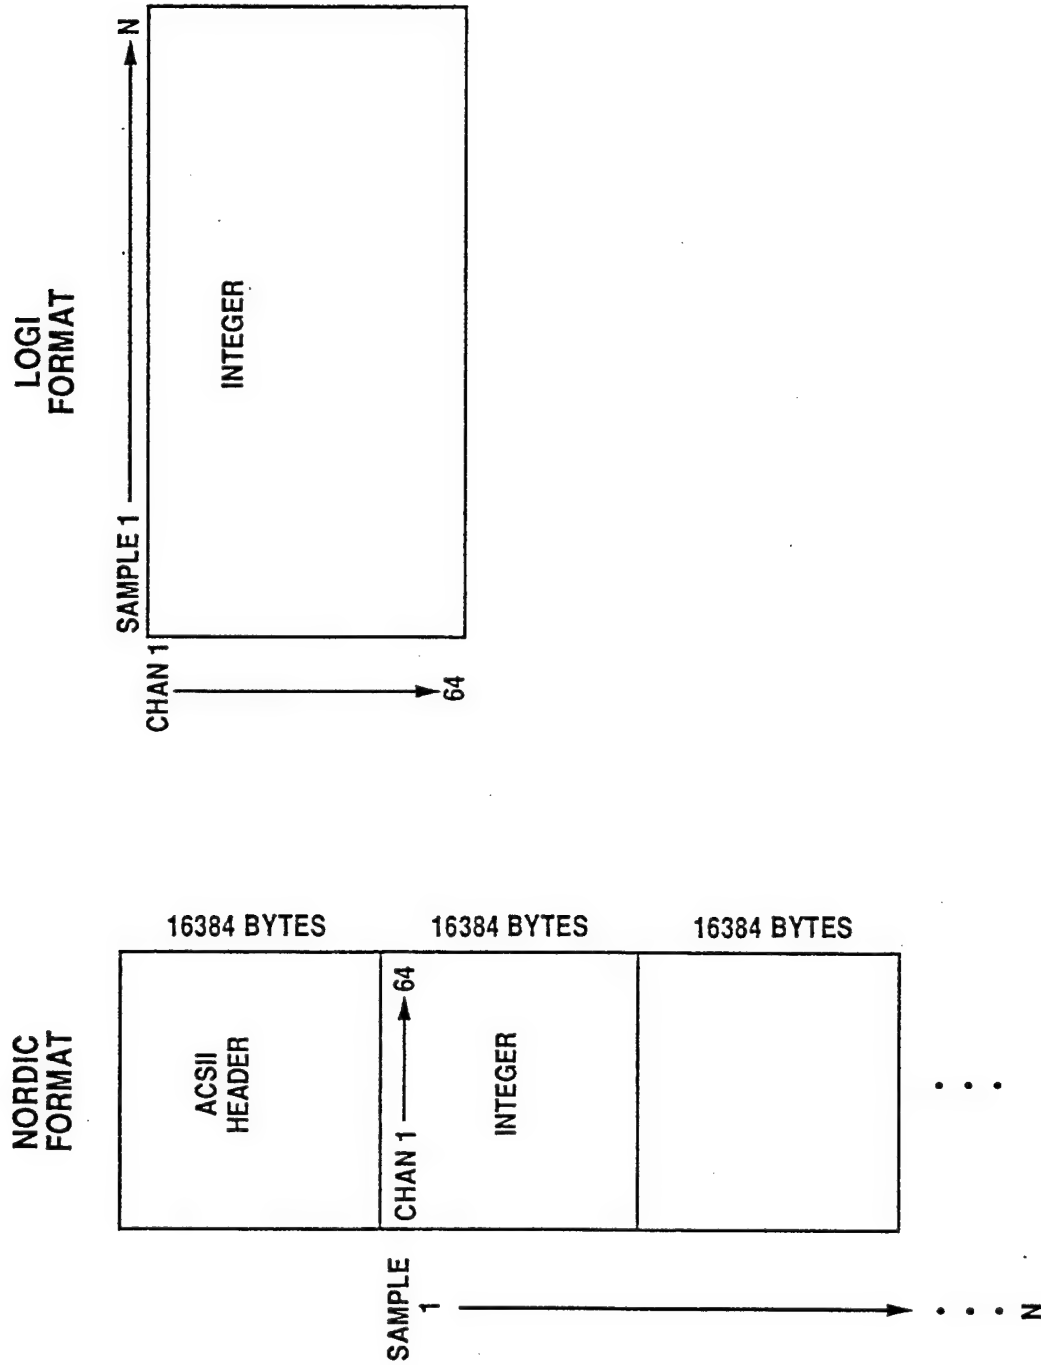 NORDIC
FORMAT
ACSII
HEADER
16384 BYTES
SAMPLE
1
N
CHAN 1
64
INTEGER
16384 BYTES
16384 BYTES
LOGI
FORMAT
SAMPLE 1
N
CHAN 1
64
INTEGER